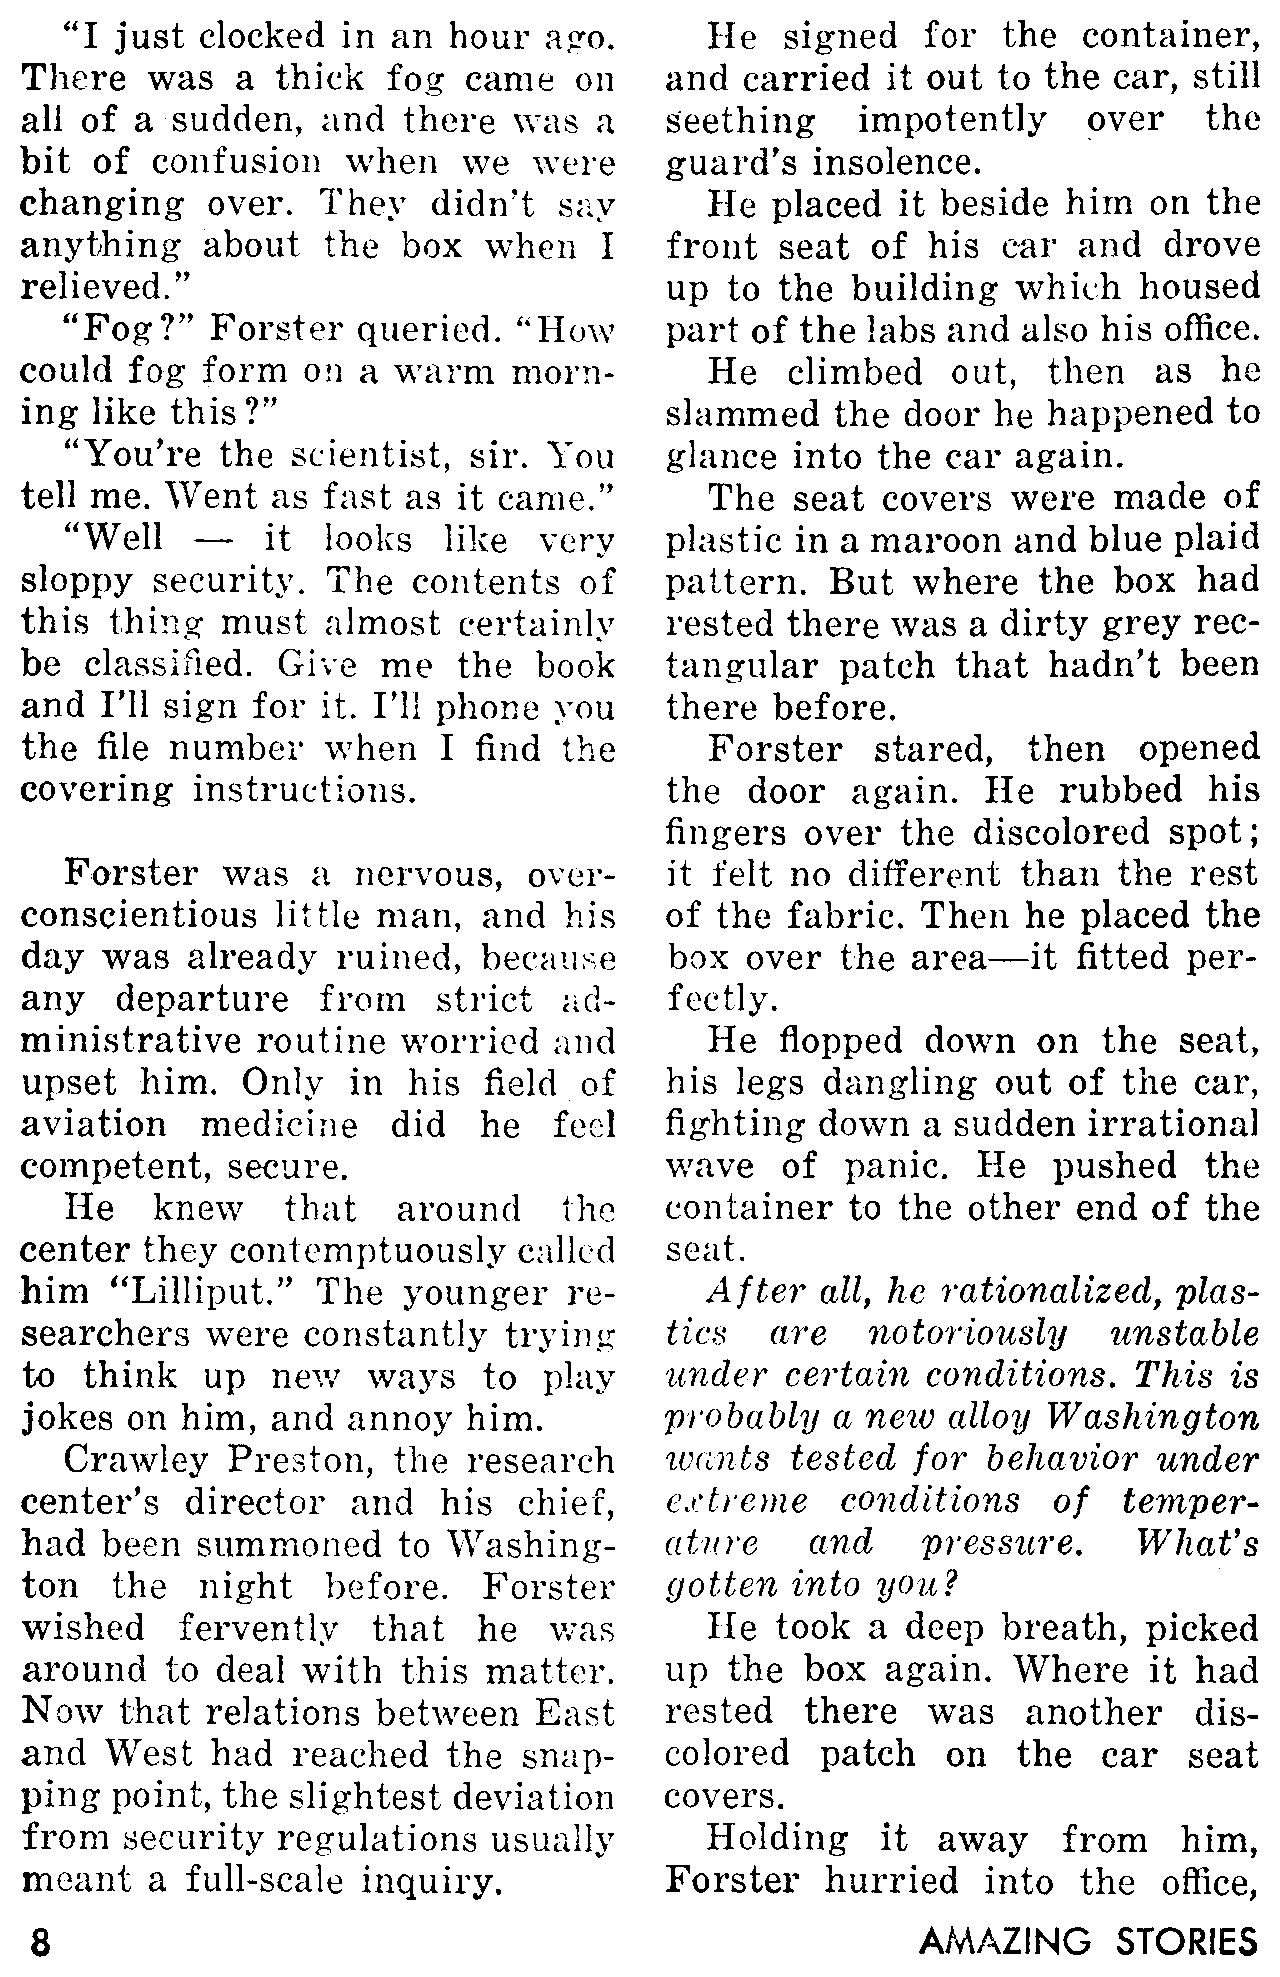 “I just clocked in an hour ago.
There was a thick fog came on
all of a sudden, and there was a
bit of confusion when we were
changing over. They didn’t say
anything about the box when I
relieved.”
“Fog?” Forster queried. “How
could fog form on a warm morn-
ing like this?”
“You’re the scientist, sir. You
tell me. Went as fast as it came.”
“Well — it looks like very
sloppy security. The contents of
this thing must almost certainly
be classified. Give me the book
and I’ll sign for it. I’ll phone you
the file number when I find the
covering instructions.
Forster was a nervous, over-
conscientious little man, and his
day was already ruined, because
any departure from strict ad-
ministrative routine worried and
upset him. Only in his field of
aviation medicine did he feel
competent, secure.
He knew that around the
center they contemptuously called
him “Lilliput.” The younger re-
searchers were constantly trying
to think up new ways to play
jokes on him, and annoy him.
Crawley Preston, the research
center’s director and his chief,
had been summoned to Washing-
ton the night before. Forster
wished fervently that he was
around to deal with this matter.
Now that relations between East
and West had reached the snap-
ping point, the slightest deviation
from security regulations usually
meant a full-scale inquiry.
He signed for the container,
and carried it out to the car, still
seething impotently over the
guard’s insolence.
He placed it beside him on the
front seat of his car and drove
up to the building which housed
part of the labs and also his office.
He climbed out, then as he
slammed the door he happened to
glance into the car again.
The seat covers were made of
plastic in a maroon and blue plaid
pattern. But where the box had
rested there was a dirty grey rec-
tangular patch that hadn’t been
there before.
Forster stared, then opened
the door again. He rubbed his
fingers over the discolored spot;
it felt no different than the rest
of the fabric. Then he placed the
box over the area—it fitted per-
fectly.
He flopped down on the seat,
his legs dangling out of the car,
fighting down a sudden irrational
wave of panic. He pushed the
container to the other end of the
seat.
After all, he rationalized, plas-
tics are notoriously unstable
under certain conditions. This is
probably a new alloy Washington
wants tested for behavior under
extreme conditions of temper-
ature and pressure. What’s
gotten into you?
He took a deep breath, picked
up the box again. Where it had
rested there was another dis-
colored patch on the car seat
covers.
Holding it away from him,
Forster hurried into the office,
8
AMAZING STORIES